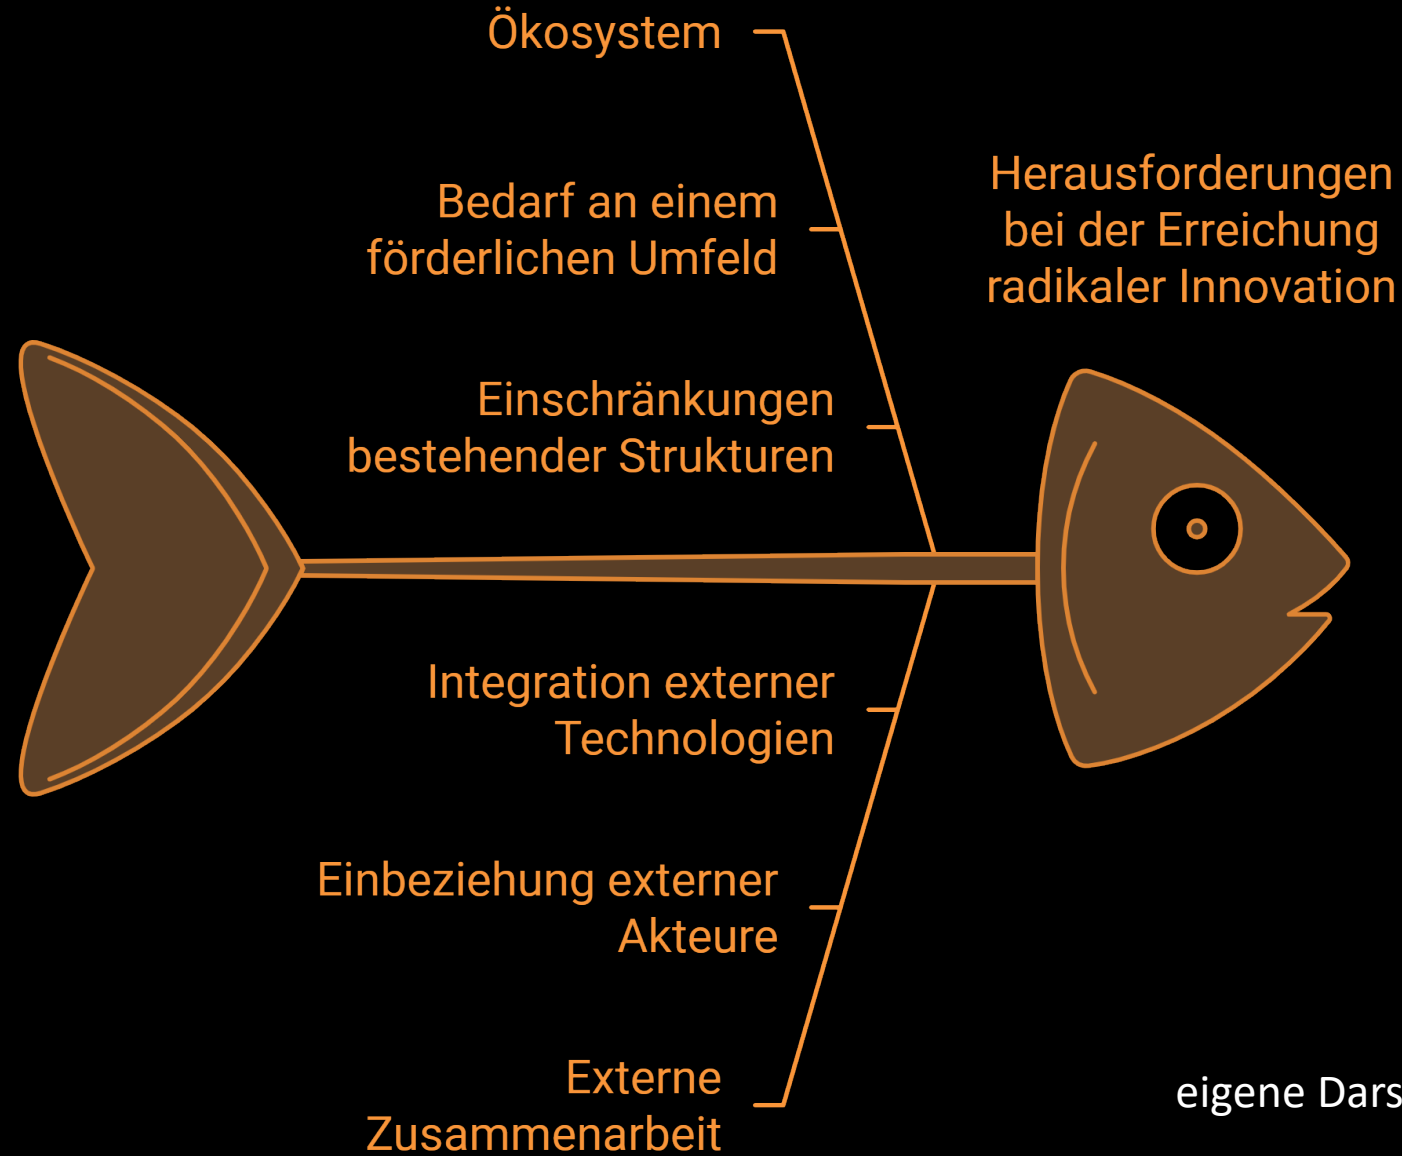 Ökosystem
Bedarf an einem
förderlichen Umfeld
Einschränkungen
bestehender Strukturen
Herausforderungen
bei der Erreichung
radikaler Innovation
Integration externer
Technologien
Einbeziehung externer
Akteure
Externe
Zusammenarbeit
eigene Dars